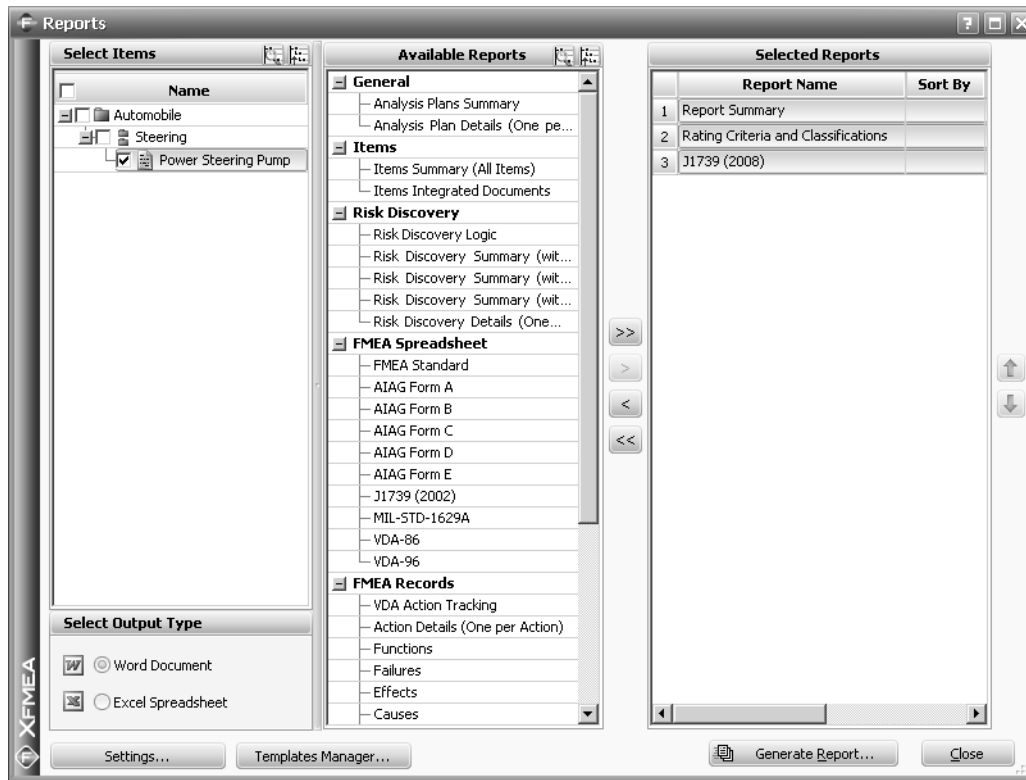 Reports
Select Items
Name
Automobile
Steering
Power Steering Pump
Select Output Type
Word Document
Excel Spreadsheet
XFMEA
Available Reports
General
Analysis Plans Summary
Analysis Plan Details (One pe...
Items
Items Summary (All Items)
Items Integrated Documents
Risk Discovery
Risk Discovery Logic
Risk Discovery Summary (wit...
Risk Discovery Summary (wit...
Risk Discovery Summary (wit...
Risk Discovery Details (One...
FMEA Spreadsheet
FMEA Standard
AIAG Form A
AIAG Form B
AIAG Form C
AIAG Form D
AIAG Form E
J1739 (2002)
MIL-STD-1629A
VDA-86
VDA-96
FMEA Records
VDA Action Tracking
Action Details (One per Action)
Functions
Failures
Effects
Causes
>>
>
<
<<
Selected Reports
Report Name Sort By
1 Report Summary
2 Rating Criteria and Classifications
3 J1739 (2008)
Settings...
Templates Manager...
Generate Report...
Close